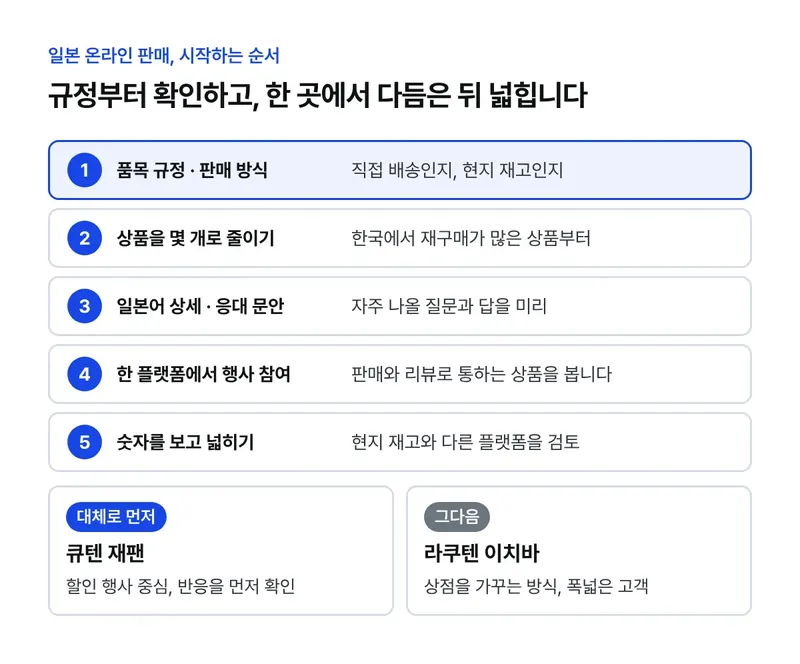 일본 온라인 판매, 시작하는 순서
규정부터 확인하고, 한 곳에서 다듬은 뒤 넓힙니다
1 품목 규정 · 판매 방식 직접 배송인지, 현지 재고인지
2 상품을 몇 개로 줄이기 한국에서 재구매가 많은 상품부터
3 일본어 상세 · 응대 문안 자주 나올 질문과 답을 미리
4 한 플랫폼에서 행사 참여 판매와 리뷰로 통하는 상품을 봅니다
5 숫자를 보고 넓히기 현지 재고와 다른 플랫폼을 검토
대체로 먼저
큐텐 재팬
할인 행사 중심, 반응을 먼저 확인
그다음
라쿠텐 이치바
상점을 가꾸는 방식, 폭넓은 고객